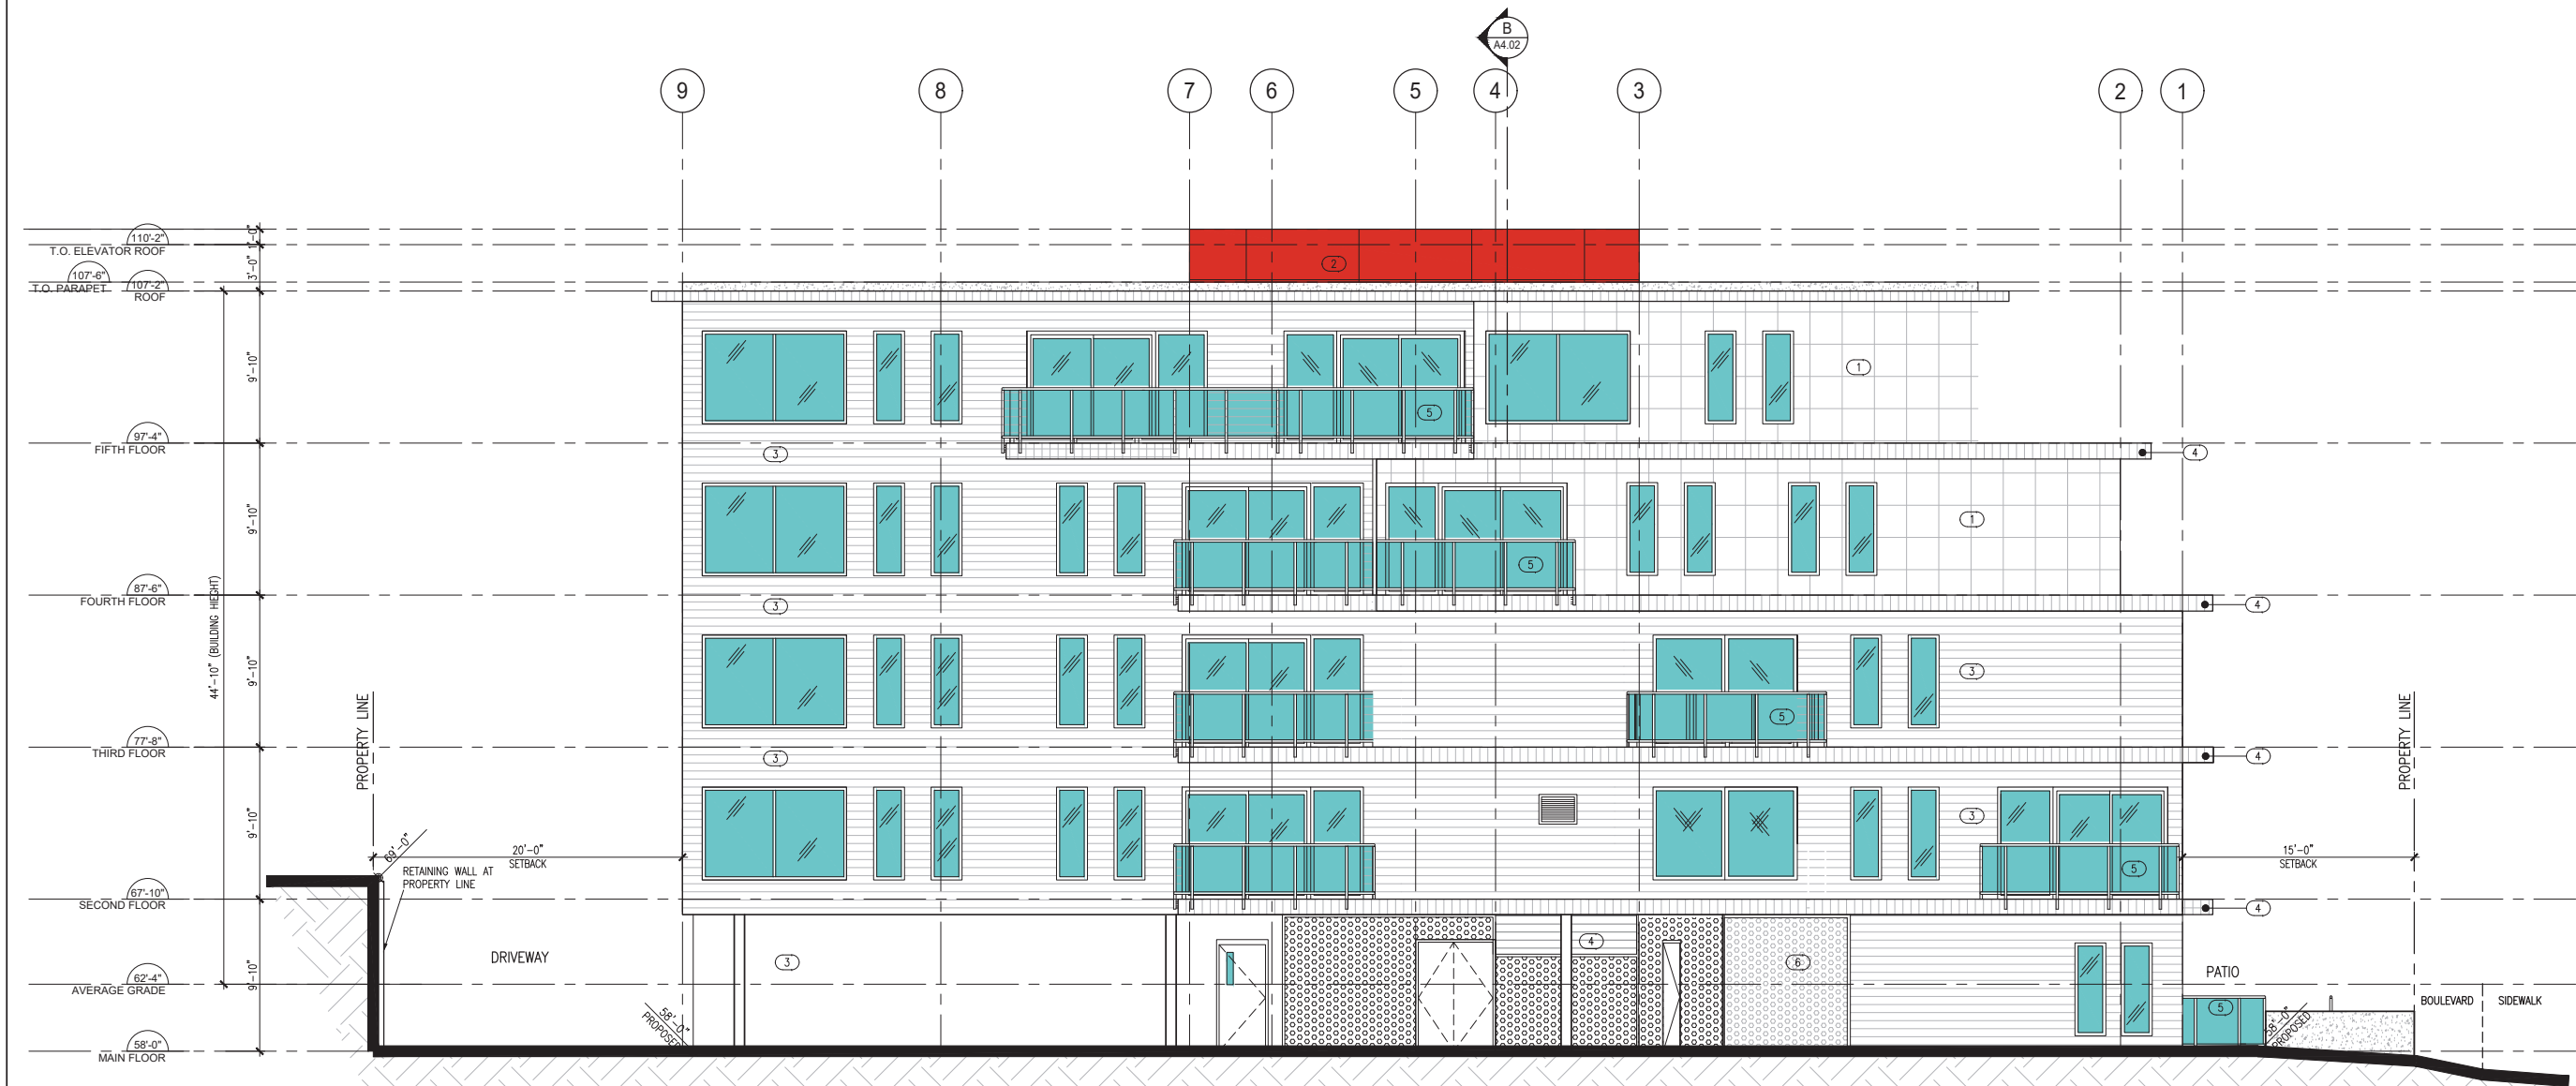 B
A4.02
9
8
7
6
5
4
3
2
1
110'-2"
T.O. ELEVATOR ROOF
1'-0"
3'-0"
107'-6"
T.O. PARAPET
107'-2"
ROOF
2
9'-10"
1
5
97'-4"
FIFTH FLOOR
3
4
9'-10"
1
5
87'-6"
FOURTH FLOOR
3
4
44'-10" (BUILDING HIEGHT)
9'-10"
3
5
PROPERTY LINE
PROPERTY LINE
77'-8"
THIRD FLOOR
3
4
9'-10"
3
69'-0"
RETAINING WALL AT
PROPERTY LINE
20'-0"
SETBACK
15'-0"
SETBACK
5
67'-10"
SECOND FLOOR
4
4
DRIVEWAY
3
6
PATIO
62'-4"
AVERAGE GRADE
9'-10"
58'-0"
PROPOSED
5
58'-0"
PROPOSED
BOULEVARD
SIDEWALK
58'-0"
MAIN FLOOR